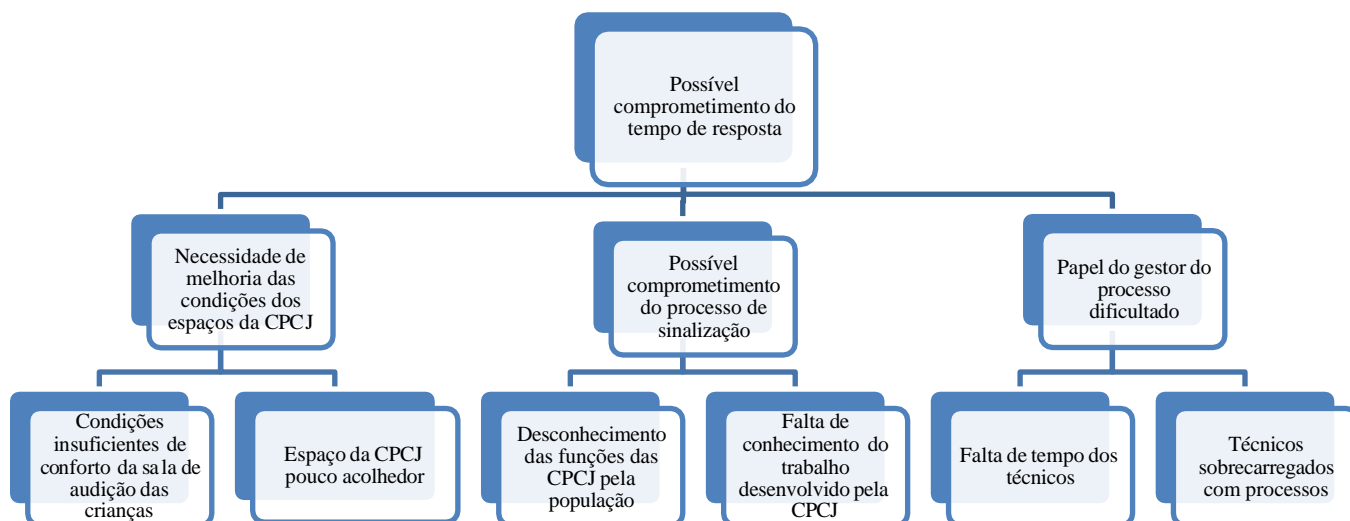 Possível
comprometimento do
tempo de resposta
Necessidade de
melhoria das
condições dos
espaços da CPCJ
Possível
comprometimento
do processo de
sinalização
Papel do gestor do
processo
dificultado
Condições
insuficientes de
conforto da sala de
audição das
crianças
Espaço da CPCJ
pouco acolhedor
Desconhecimento
das funções das
CPCJ pela
população
Falta de
conhecimento do
trabalho
desenvolvido pela
CPCJ
Falta de tempo dos
técnicos
Técnicos
sobrecarregados
com processos